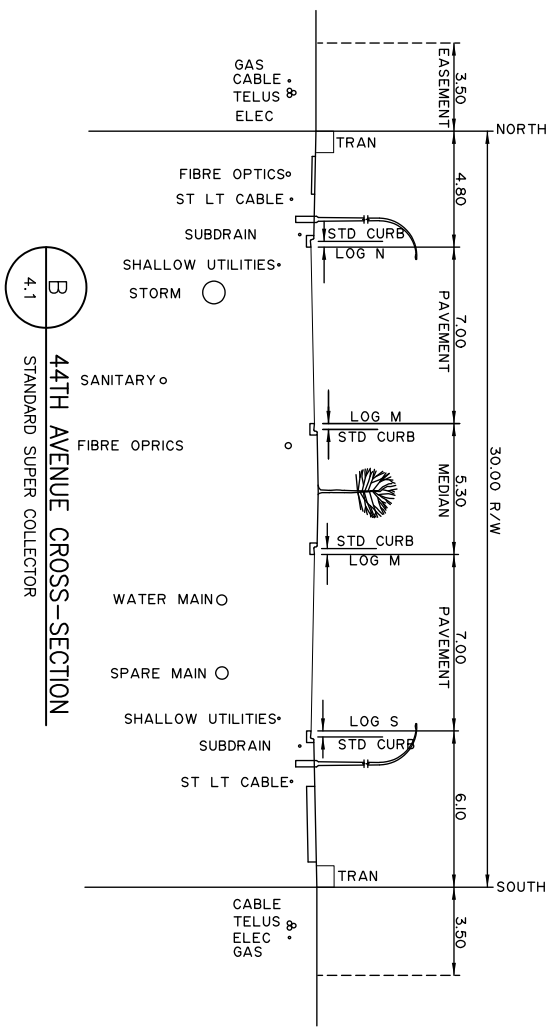 NORTH
3.50
EASEMENT
GAS
CABLE
TELUS
ELEC
TRAN
4.80
FIBRE OPTICS
ST LT CABLE
SUBDRAIN
STD CURB
LOG N
SHALLOW UTILITIES
STORM
7.00
PAVEMENT
SANITARY
LOG M
STD CURB
FIBRE OPRICS
5.30
MEDIAN
30.00 R/W
STD CURB
LOG M
WATER MAIN
7.00
PAVEMENT
SPARE MAIN
SHALLOW UTILITIES
LOG S
STD CURB
SUBDRAIN
ST LT CABLE
6.10
TRAN
SOUTH
CABLE
TELUS
ELEC
GAS
3.50
B
4.1
44TH AVENUE CROSS-SECTION
STANDARD SUPER COLLECTOR